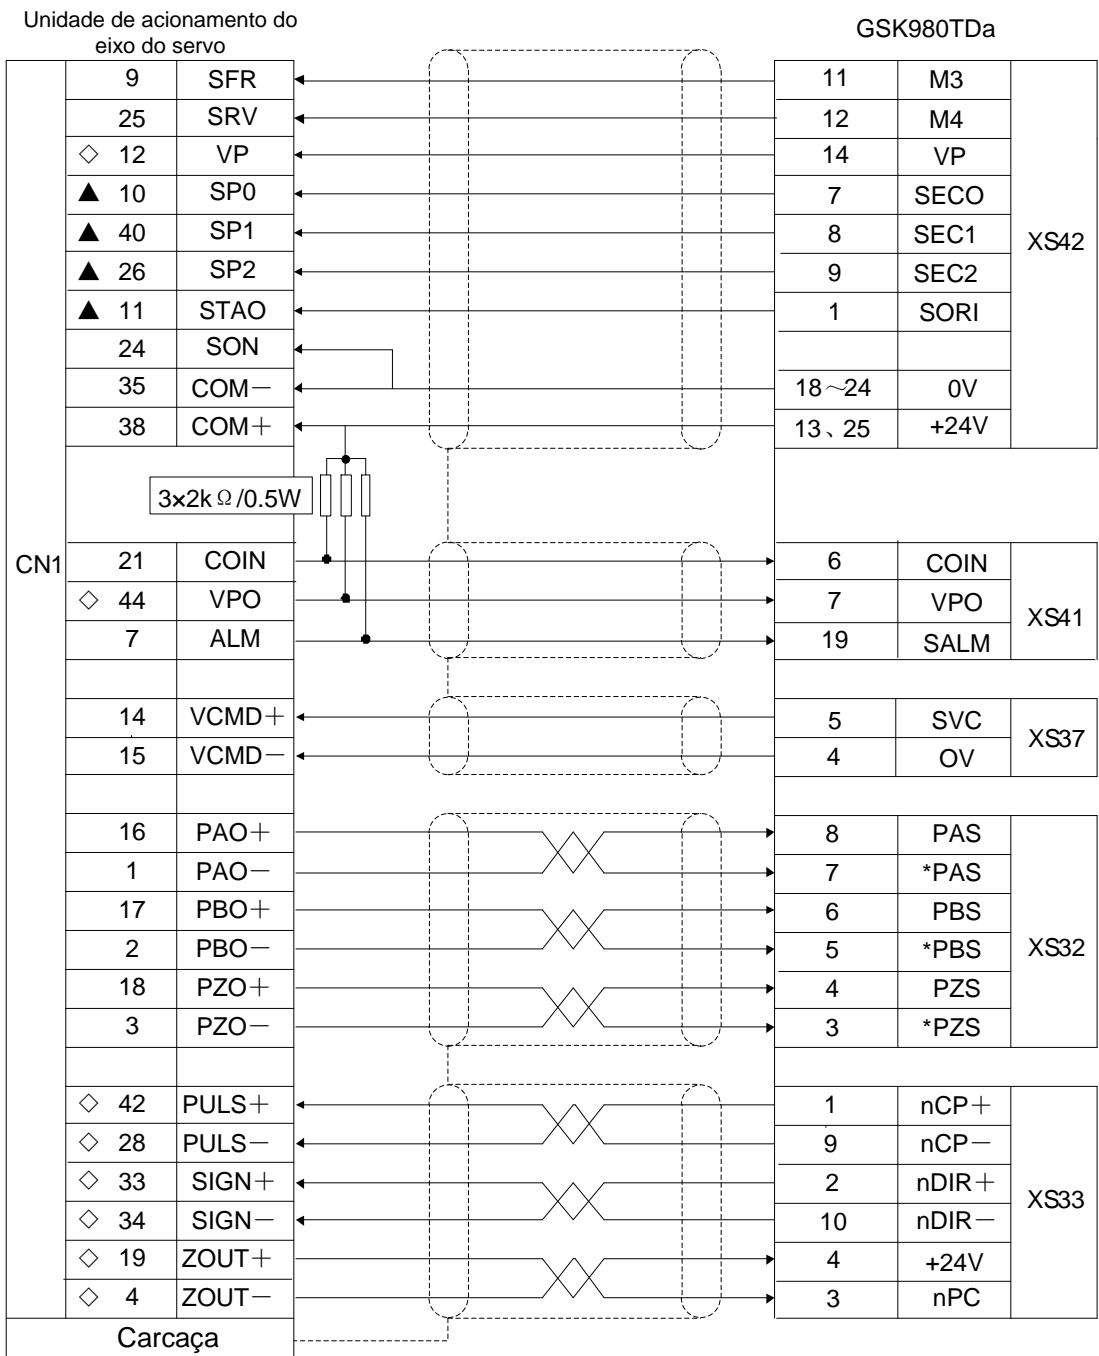 Unidade de acionamento do
eixo do servo
GSK980TDa
9 SFR 11 M3
25 SRV 12 M4
◇ 12 VP 14 VP
▲ 10 SP0 7 SECO
▲ 40 SP1 8 SEC1
XS42
▲ 26 SP2 9 SEC2
▲ 11 STAO 1 SORI
24 SON
35 COM－ 18～24 0V
38 COM＋ 13、25 +24V
3×2kΩ/0.5W
CN1
21 COIN 6 COIN
◇ 44 VPO 7 VPO
XS41
7 ALM 19 SALM
14 VCMD＋ 5 SVC
XS37
15 VCMD－ 4 OV
16 PAO＋ 8 PAS
1 PAO－ 7 *PAS
17 PBO＋ 6 PBS
2 PBO－ 5 *PBS
XS32
18 PZO＋ 4 PZS
3 PZO－ 3 *PZS
◇ 42 PULS＋ 1 nCP＋
◇ 28 PULS－ 9 nCP－
◇ 33 SIGN＋ 2 nDIR＋
XS33
◇ 34 SIGN－ 10 nDIR－
◇ 19 ZOUT＋ 4 +24V
◇ 4 ZOUT－ 3 nPC
Carcaça